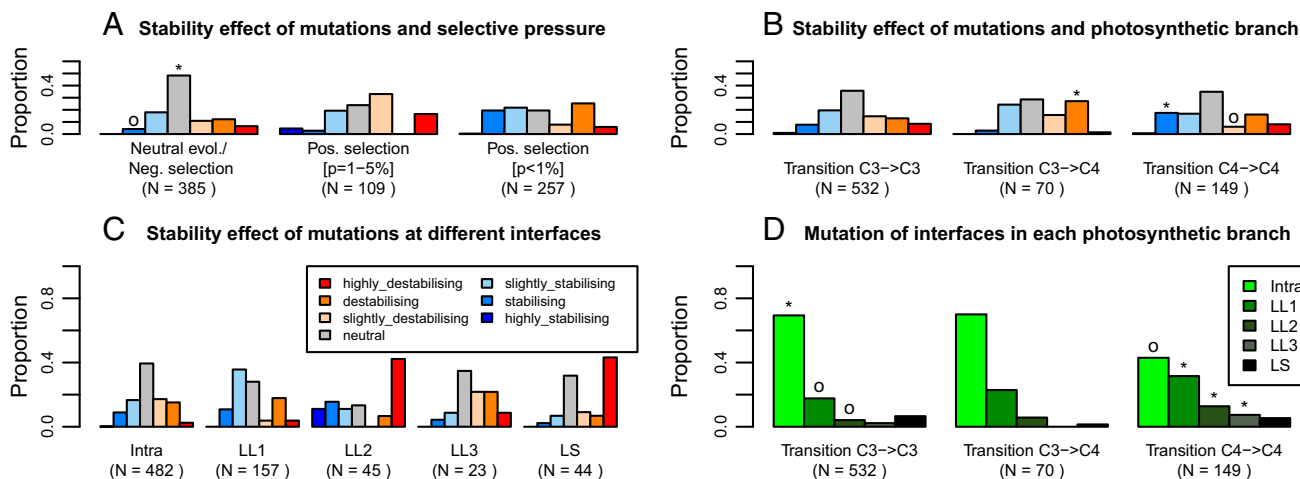 A Stability effect of mutations and selective pressure
Proportion
0.4
0.0
o
*
Neutral evol./
Neg. selection
(N = 385)
Pos. selection
[p=1−5%]
(N = 109)
Pos. selection
[p<1%]
(N = 257)
B Stability effect of mutations and photosynthetic branch
Proportion
0.4
0.0
*
*
o
Transition C3−>C3
(N = 532)
Transition C3−>C4
(N = 70)
Transition C4−>C4
(N = 149)
C Stability effect of mutations at different interfaces
Proportion
0.8
0.4
0.0
highly_destabilising
destabilising
slightly_destabilising
neutral
slightly_stabilising
stabilising
highly_stabilising
Intra
(N = 482)
LL1
(N = 157)
LL2
(N = 45)
LL3
(N = 23)
LS
(N = 44)
D Mutation of interfaces in each photosynthetic branch
Proportion
0.8
0.4
0.0
*
o
o
o
*
*
*
Intra
LL1
LL2
LL3
LS
Transition C3−>C3
(N = 532)
Transition C3−>C4
(N = 70)
Transition C4−>C4
(N = 149)